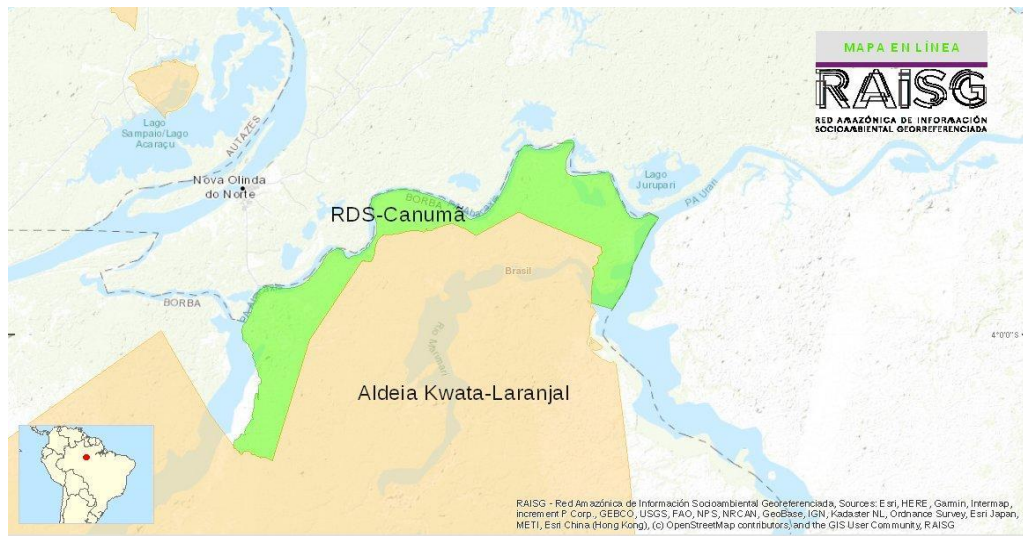 MAPA EN LÍNEA
RAISG
RED AMAZÓNICA DE INFORMACIÓN
SOCIOAMBIENTAL GEORREFERENCIADA
Lago
Sampaio/Lago
Acaraçu
AUTAZES
Nova Olinda
do Norte
Lago
Jurupari
PA Urari
BORBA
RDS-Canumã
Brasil
BORBA
4°0'0"S
Rio Marimari
Aldeia Kwata-Laranjal
RAISG - Red Amazónica de Información Socioambiental Georeferenciada, Sources: Esri, HERE, Garmin, Intermap,
increment P Corp., GEBCO, USGS, FAO, NPS, NRCAN, GeoBase, IGN, Kadaster NL, Ordnance Survey, Esri Japan,
METI, Esri China (Hong Kong), (c) OpenStreetMap contributors, and the GIS User Community, RAISG